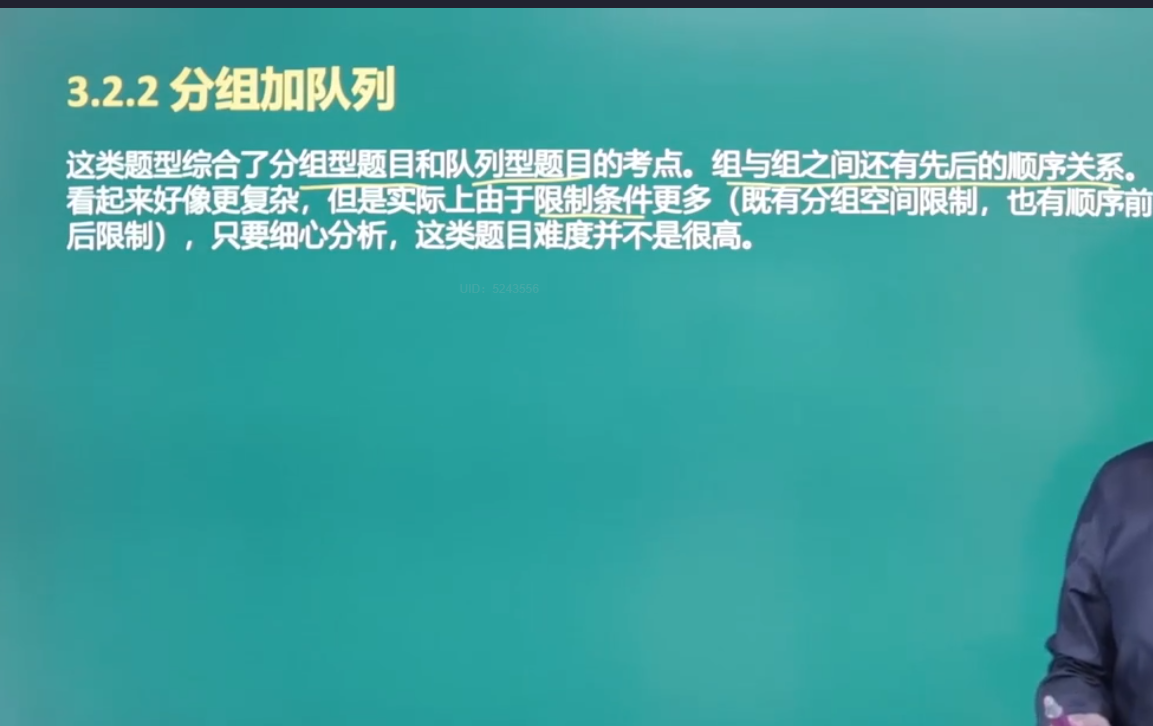 3.2.2 分组加队列
这类题型综合了分组型题目和队列型题目的考点。组与组之间还有先后的顺序关系。
看起来好像更复杂，但是实际上由于限制条件更多（既有分组空间限制，也有顺序前
后限制），只要细心分析，这类题目难度并不是很高。
UID: 5243556